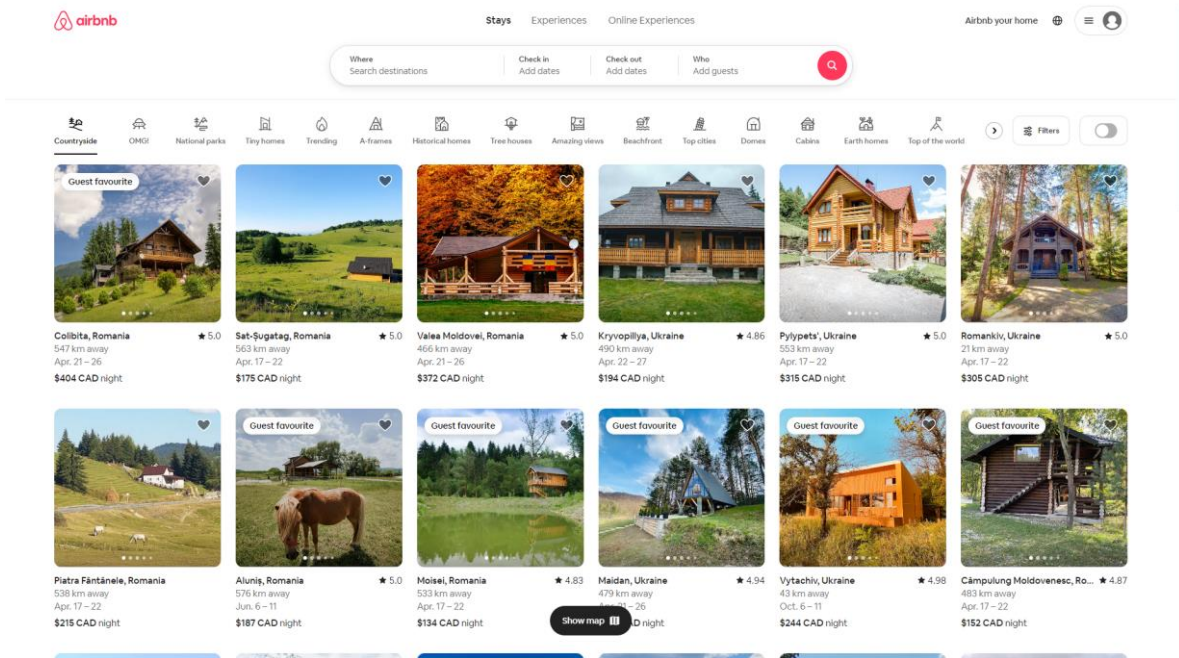 airbnb
Stays Experiences Online Experiences
Airbnb your home
Where
Search destinations
Check in
Add dates
Check out
Add dates
Who
Add guests
Countryside
OMG!
National parks
Tiny homes
Trending
A-frames
Historical homes
Tree houses
Amazing views
Beachfront
Top cities
Domes
Cabins
Earth homes
Top of the world
Filters
Guest favourite
Colibita, Romania ★ 5.0
547 km away
Apr. 21 – 26
$404 CAD night
Sat-Şugatag, Romania ★ 5.0
563 km away
Apr. 17 – 22
$175 CAD night
Valea Moldovei, Romania ★ 5.0
466 km away
Apr. 21 – 26
$372 CAD night
Kryvopillya, Ukraine ★ 4.86
490 km away
Apr. 22 – 27
$194 CAD night
Pylypets', Ukraine ★ 5.0
553 km away
Apr. 17 – 22
$315 CAD night
Romankiv, Ukraine ★ 5.0
21 km away
Apr. 17 – 22
$305 CAD night
Piatra Fântânele, Romania
538 km away
Apr. 17 – 22
$215 CAD night
Guest favourite
Aluniş, Romania ★ 5.0
576 km away
Jun. 6 – 11
$187 CAD night
Guest favourite
Moisei, Romania ★ 4.83
533 km away
Apr. 17 – 22
$134 CAD night
Guest favourite
Maidan, Ukraine ★ 4.94
479 km away
21 – 26
D night
Guest favourite
Vytachiv, Ukraine ★ 4.98
43 km away
Oct. 6 – 11
$244 CAD night
Guest favourite
Câmpulung Moldovenesc, Ro... ★ 4.87
483 km away
Apr. 17 – 22
$152 CAD night
Show map